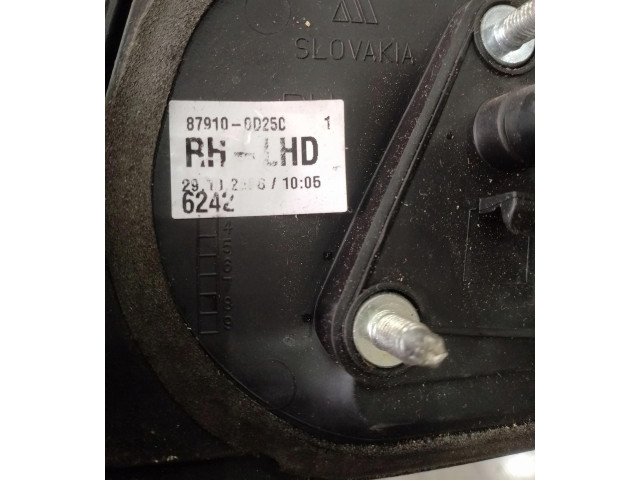 SLOVAKIA
87910-0D250 1
RH-LHD
/ 10:05
6242